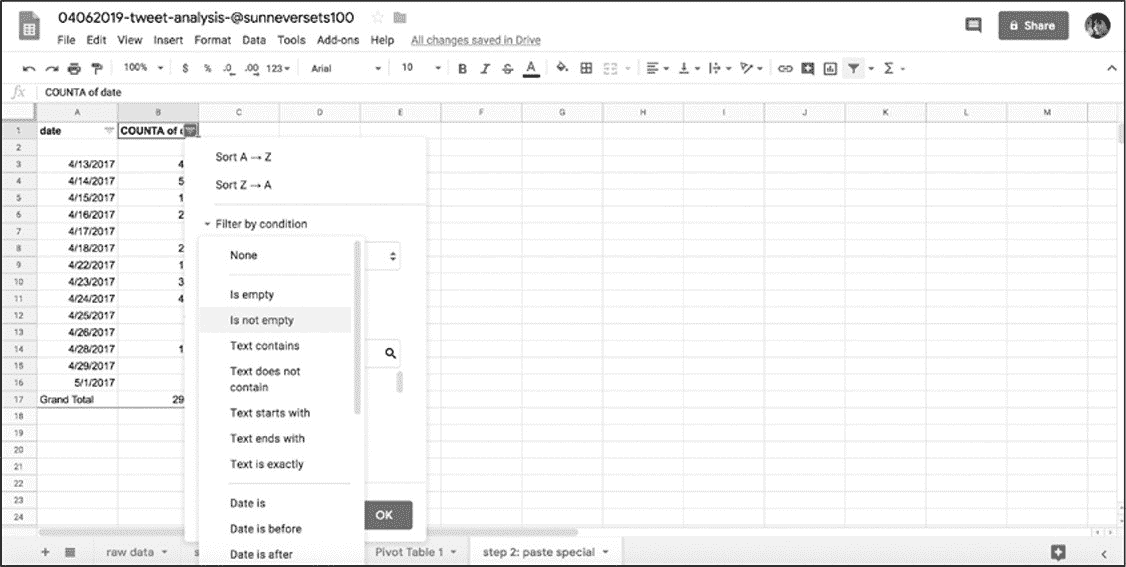 04062019-tweet-analysis-@sunneversets100
File Edit View Insert Format Data Tools Add-ons Help All changes saved in Drive
Share
100% $ % .0 .00 123 Arial 10 B I S A Σ
fx COUNTA of date
A B C D E F G H I J K L M
1 date COUNTA of
2
3 4/13/2017 4
4 4/14/2017 5
5 4/15/2017 1
6 4/16/2017 2
7 4/17/2017
8 4/18/2017 2
9 4/22/2017 1
10 4/23/2017 3
11 4/24/2017 4
12 4/25/2017
13 4/26/2017
14 4/28/2017 1
15 4/29/2017
16 5/1/2017
17 Grand Total 29
18
19
20
21
22
23
24
Sort A → Z
Sort Z → A
Filter by condition
None
Is empty
Is not empty
Text contains
Text does not
contain
Text starts with
Text ends with
Text is exactly
Date is
Date is before
Date is after
OK
raw data s Pivot Table 1 step 2: paste special